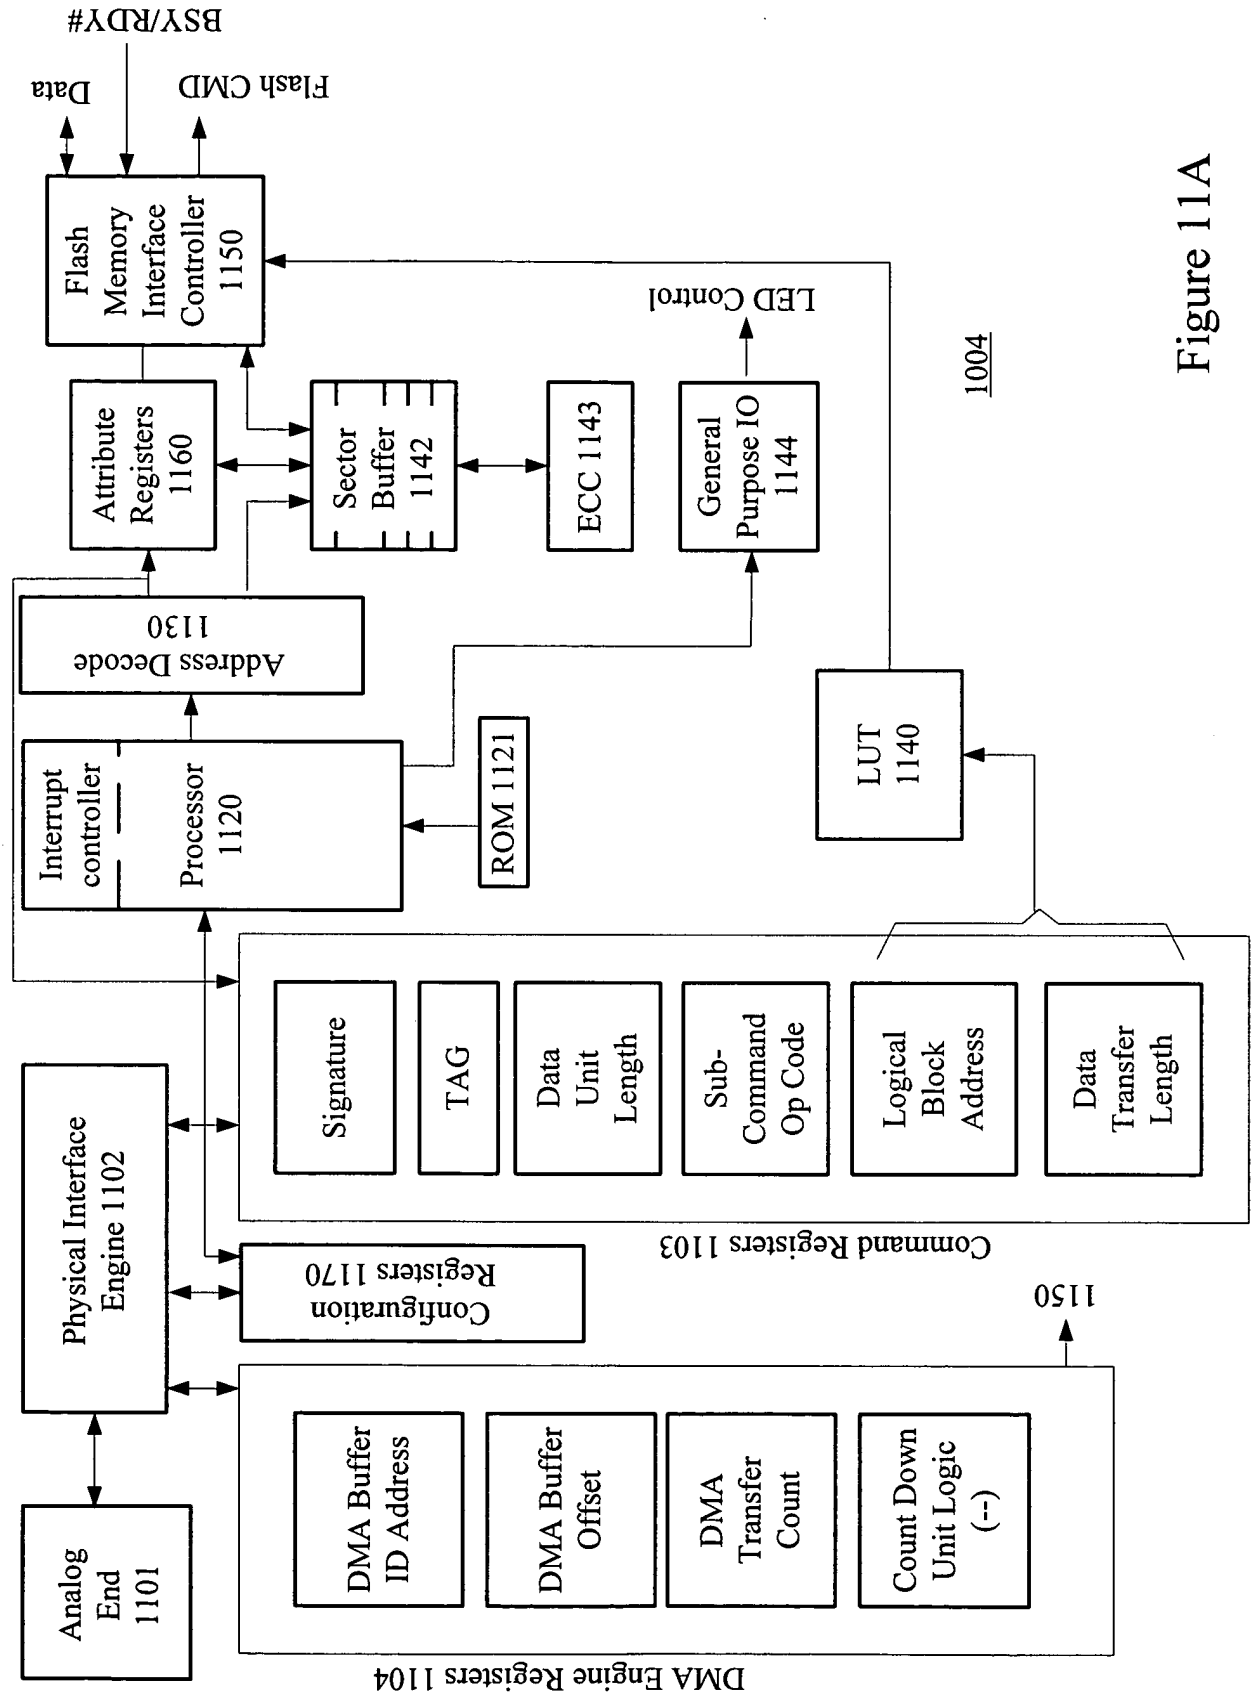 Analog
End
1101
Physical Interface
Engine 1102
Interrupt
controller
Processor
1120
Address Decode
1130
Attribute
Registers
1160
Flash
Memory
Interface
Controller
1150
Data
BSY/RDY#
Flash CMD
DMA Engine Registers 1104
DMA Buffer
ID Address
DMA Buffer
Offset
DMA
Transfer
Count
Count Down
Unit Logic
(--)
1150
Configuration
Registers 1170
Command Registers 1103
Signature
TAG
Data
Unit
Length
Sub-
Command
Op Code
Logical
Block
Address
Data
Transfer
Length
ROM 1121
Sector
Buffer
1142
ECC 1143
General
Purpose IO
1144
LED Control
LUT
1140
1004
Figure 11A